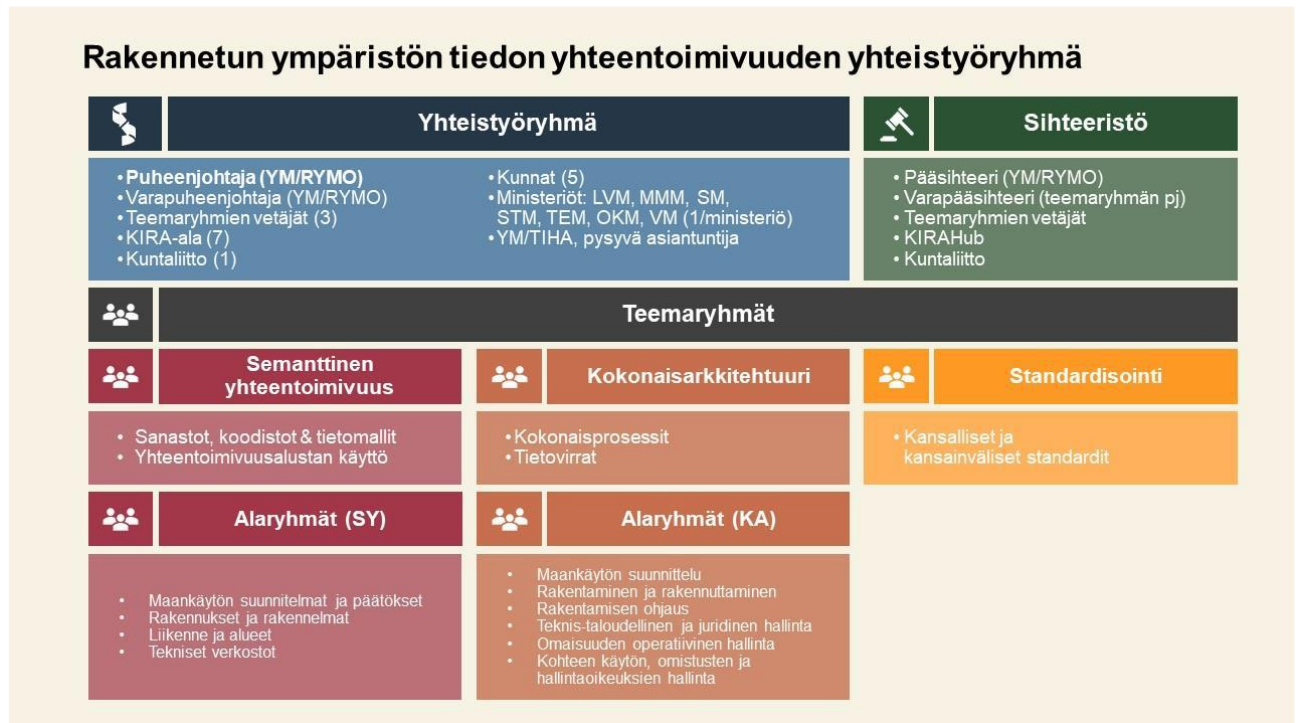 Rakennetun ympäristön tiedon yhteentoimivuuden yhteistyöryhmä
Yhteistyöryhmä
• Puheenjohtaja (YM/RYMO)
• Varapuheenjohtaja (YM/RYMO)
• Teemaryhmien vetäjät (3)
• KIRA-ala (7)
• Kuntaliitto (1)
• Kunnat (5)
• Ministeriöt: LVM, MMM, SM,
STM, TEM, OKM, VM (1/ministeriö)
• YM/TIHA, pysyvä asiantuntija
Sihteeristö
• Pääsihteeri (YM/RYMO)
• Varapääsihteeri (teemaryhmän pj)
• Teemaryhmien vetäjät
• KIRAHub
• Kuntaliitto
Teemaryhmät
Semanttinen
yhteentoimivuus
• Sanastot, koodistot & tietomallit
• Yhteentoimivuusalustan käyttö
Kokonaisarkkitehtuuri
• Kokonaisprosessit
• Tietovirrat
Standardisointi
• Kansalliset ja
kansainväliset standardit
Alaryhmät (SY)
• Maankäytön suunnitelmat ja päätökset
• Rakennukset ja rakennelmat
• Liikenne ja alueet
• Tekniset verkostot
Alaryhmät (KA)
• Maankäytön suunnittelu
• Rakentaminen ja rakennuttaminen
• Rakentamisen ohjaus
• Teknis-taloudellinen ja juridinen hallinta
• Omaisuuden operatiivinen hallinta
• Kohteen käytön, omistusten ja
hallintaoikeuksien hallinta